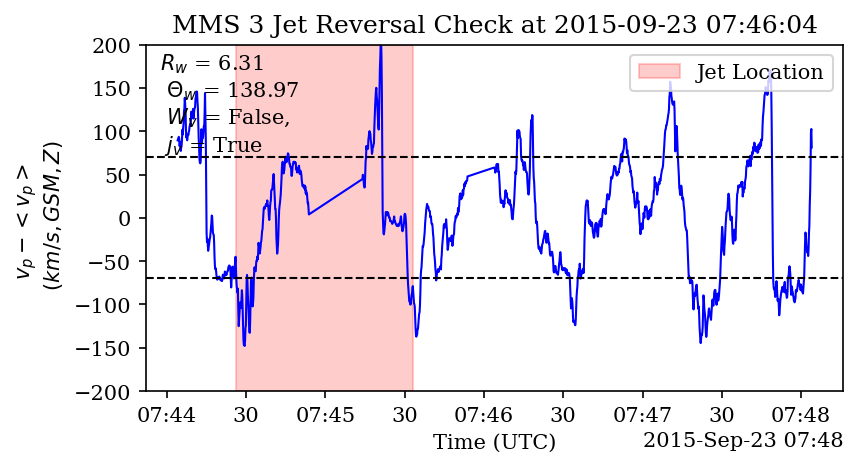 MMS 3 Jet Reversal Check at 2015-09-23 07:46:04
R_w = 6.31
Θ_w = 138.97
W_v = False,
j_v = True
Jet Location
v_p − < v_p >
(km/s, GSM, Z)
200
150
100
50
0
−50
−100
−150
−200
07:44 30 07:45 30 07:46 30 07:47 30 07:48
Time (UTC)
2015-Sep-23 07:48